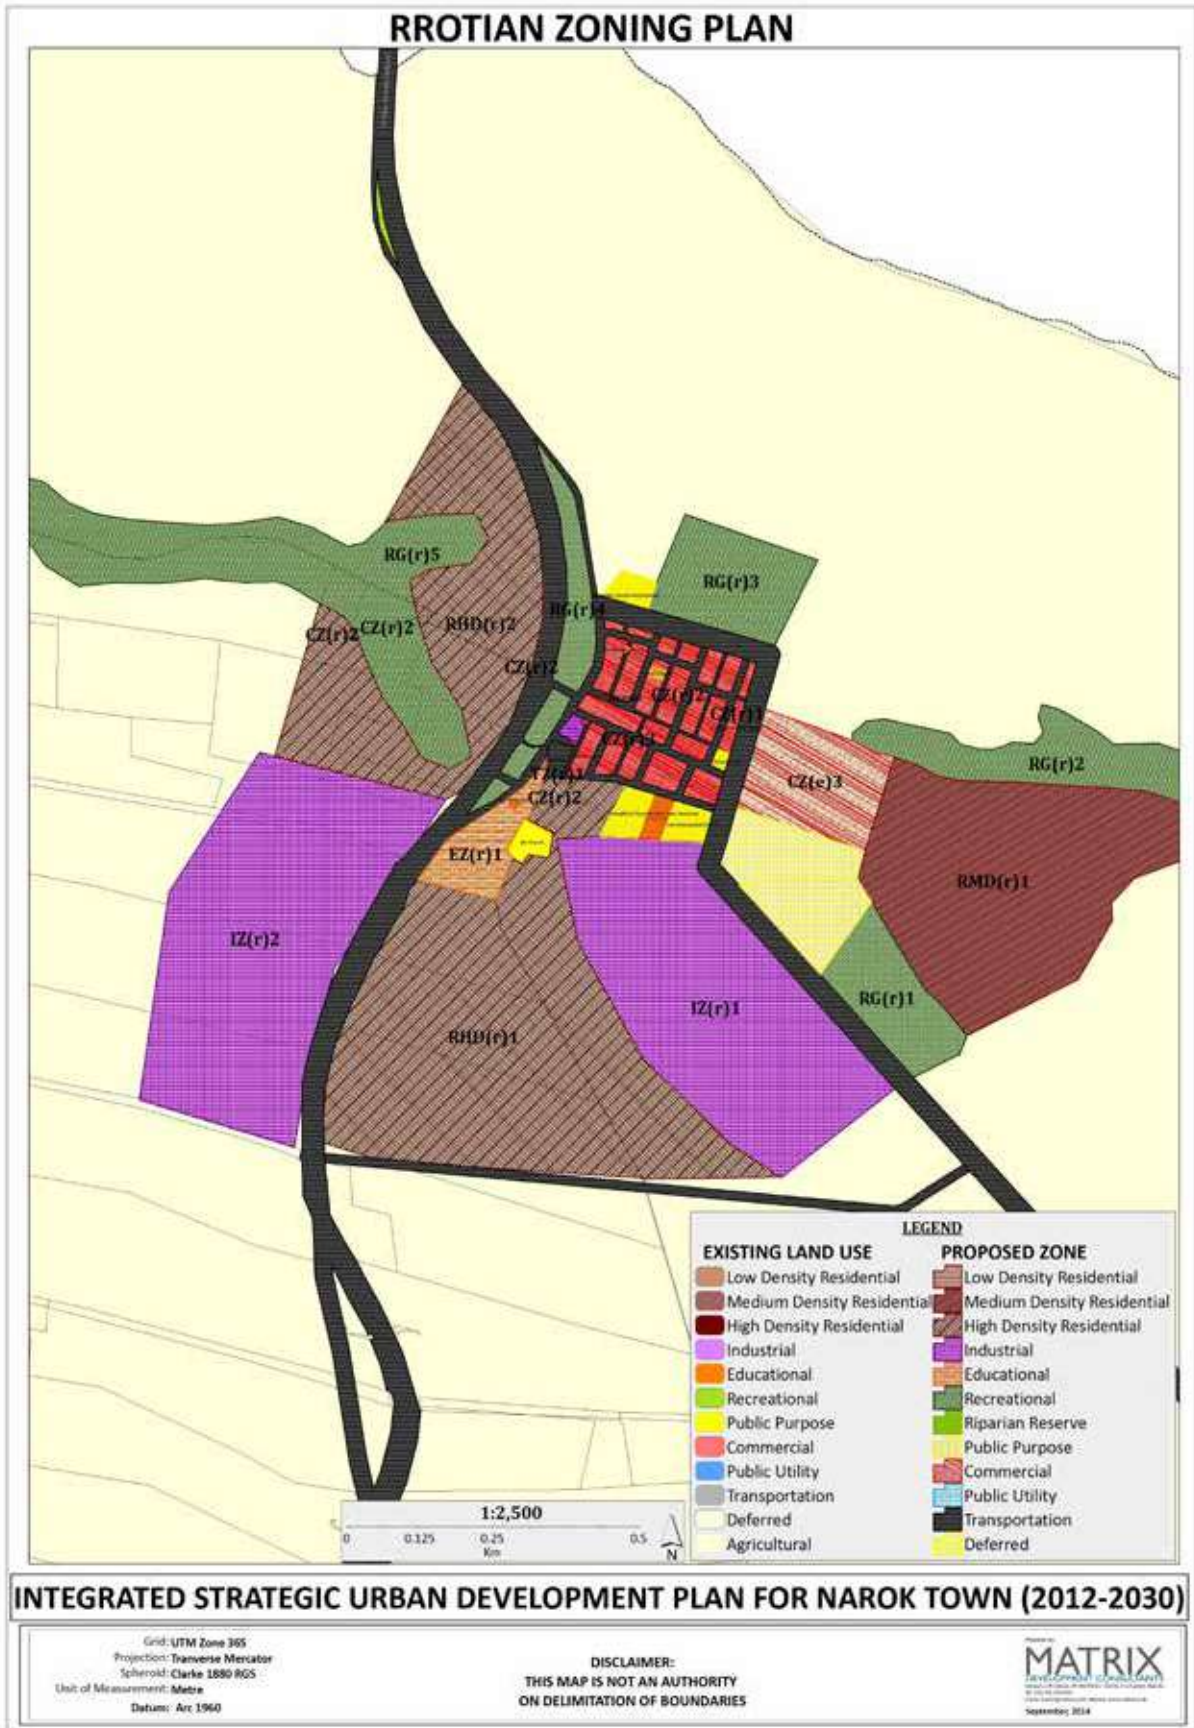 RROTIAN ZONING PLAN
RG(r)5
RG(r)3
RG(r)4
RHD(r)2
CZ(r)2
CZ(r)2
CZ(r)2
CZ(r)2
RG(r)2
CZ(e)3
CZ(r)2
EZ(r)1
RMD(r)1
IZ(r)2
RG(r)1
IZ(r)1
RHD(r)1
LEGEND
EXISTING LAND USE
Low Density Residential
Medium Density Residential
High Density Residential
Industrial
Educational
Recreational
Public Purpose
Commercial
Public Utility
Transportation
Deferred
Agricultural
PROPOSED ZONE
Low Density Residential
Medium Density Residential
High Density Residential
Industrial
Educational
Recreational
Riparian Reserve
Public Purpose
Commercial
Public Utility
Transportation
Deferred
1:2,500
0 0.125 0.25 0.5
Km
N
INTEGRATED STRATEGIC URBAN DEVELOPMENT PLAN FOR NAROK TOWN (2012-2030)
Grid: UTM Zone 36S
Projection: Tranverse Mercator
Spheroid: Clarke 1880 RGS
Unit of Measurement: Metre
Datum: Arc 1960
DISCLAIMER:
THIS MAP IS NOT AN AUTHORITY
ON DELIMITATION OF BOUNDARIES
MATRIX
DEVELOPMENT CONSULTANTS
September, 2014